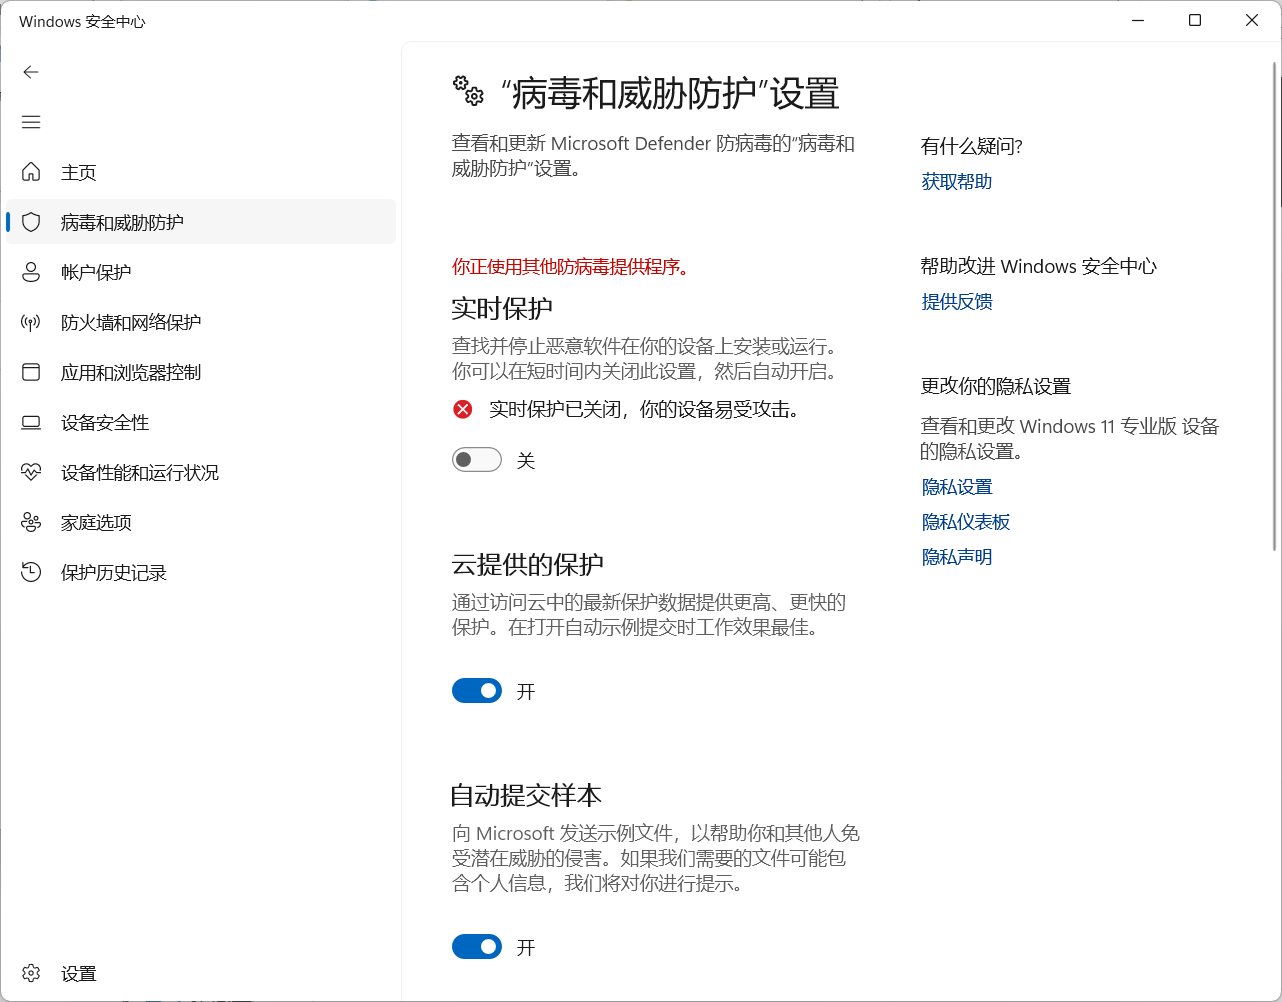 Windows 安全中心
主页
病毒和威胁防护
帐户保护
防火墙和网络保护
应用和浏览器控制
设备安全性
设备性能和运行状况
家庭选项
保护历史记录
设置
“病毒和威胁防护”设置
查看和更新 Microsoft Defender 防病毒的“病毒和
威胁防护”设置。
你正使用其他防病毒提供程序。
实时保护
查找并停止恶意软件在你的设备上安装或运行。
你可以在短时间内关闭此设置，然后自动开启。
实时保护已关闭，你的设备易受攻击。
关
云提供的保护
通过访问云中的最新保护数据提供更高、更快的
保护。在打开自动示例提交时工作效果最佳。
开
自动提交样本
向 Microsoft 发送示例文件，以帮助你和其他人免
受潜在威胁的侵害。如果我们需要的文件可能包
含个人信息，我们将对你进行提示。
开
有什么疑问?
获取帮助
帮助改进 Windows 安全中心
提供反馈
更改你的隐私设置
查看和更改 Windows 11 专业版 设备
的隐私设置。
隐私设置
隐私仪表板
隐私声明